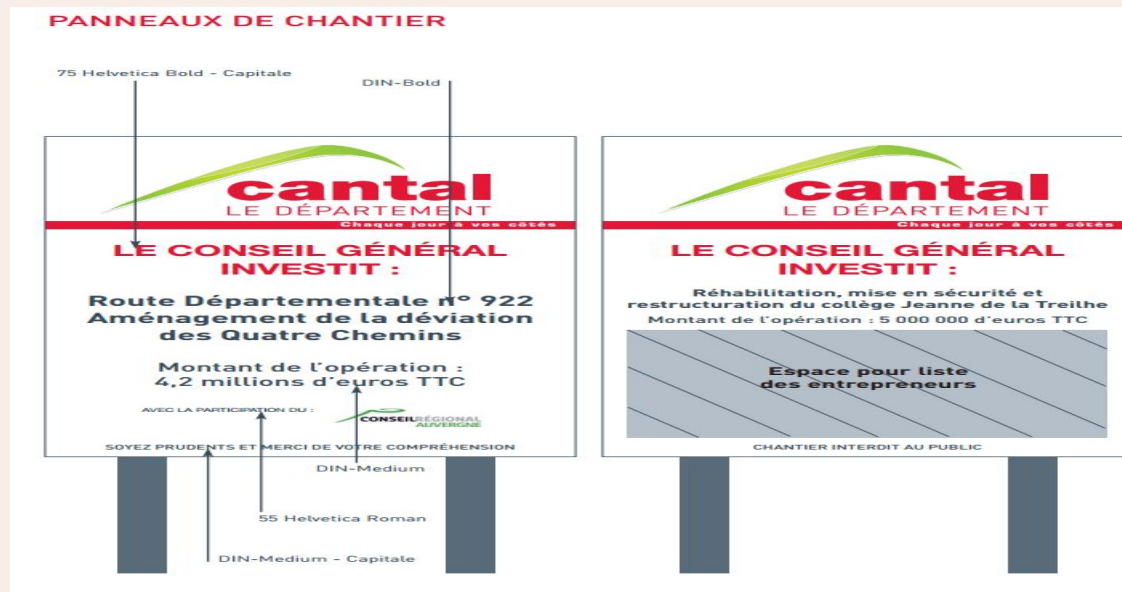 PANNEAUX DE CHANTIER
75 Helvetica Bold - Capitale
DIN-Bold
cantal
LE DÉPARTEMENT
Chaque jour à vos côtés
LE CONSEIL GÉNÉRAL
INVESTIT :
Route Départementale n° 922
Aménagement de la déviation
des Quatre Chemins
Montant de l'opération :
4,2 millions d'euros TTC
AVEC LA PARTICIPATION DU :
CONSEILRÉGIONAL
AUVERGNE
SOYEZ PRUDENTS ET MERCI DE VOTRE COMPRÉHENSION
DIN-Medium
55 Helvetica Roman
DIN-Medium - Capitale
cantal
LE DÉPARTEMENT
Chaque jour à vos côtés
LE CONSEIL GÉNÉRAL
INVESTIT :
Réhabilitation, mise en sécurité et
restructuration du collège Jeanne de la Treilhe
Montant de l'opération : 5 000 000 d'euros TTC
Espace pour liste
des entrepreneurs
CHANTIER INTERDIT AU PUBLIC